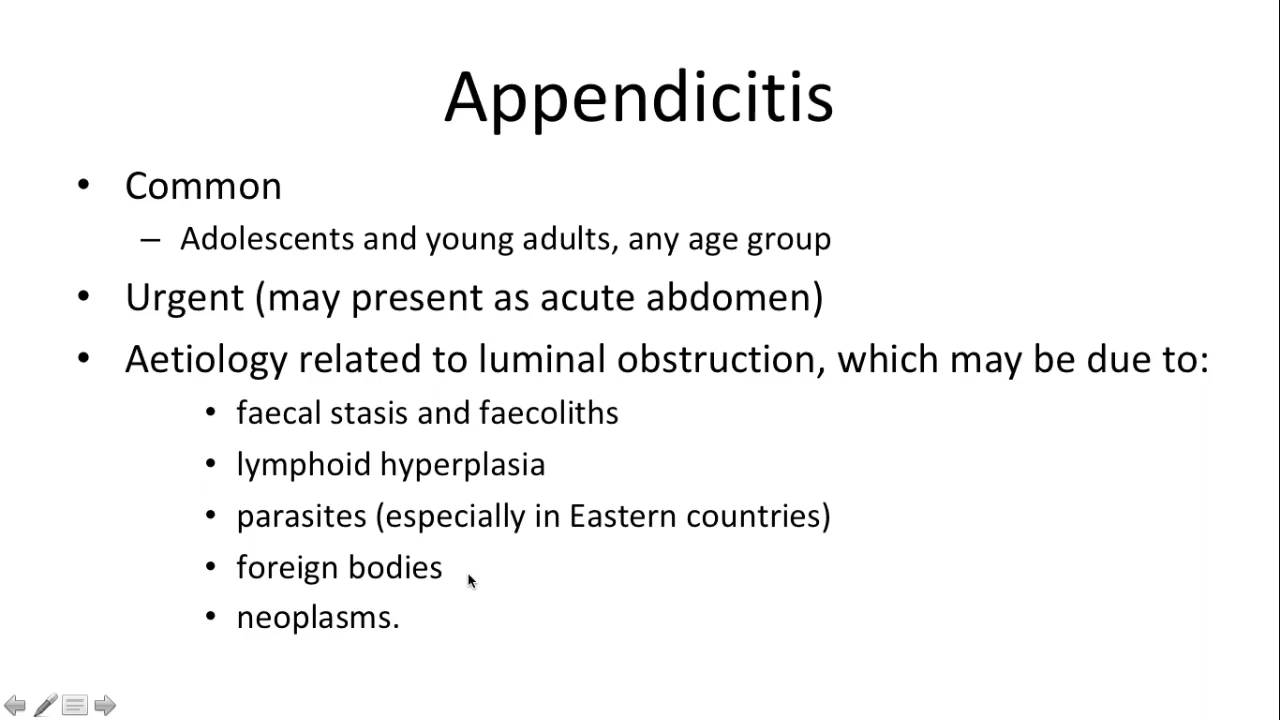 Appendicitis
• Common
– Adolescents and young adults, any age group
• Urgent (may present as acute abdomen)
• Aetiology related to luminal obstruction, which may be due to:
• faecal stasis and faecoliths
• lymphoid hyperplasia
• parasites (especially in Eastern countries)
• foreign bodies
• neoplasms.